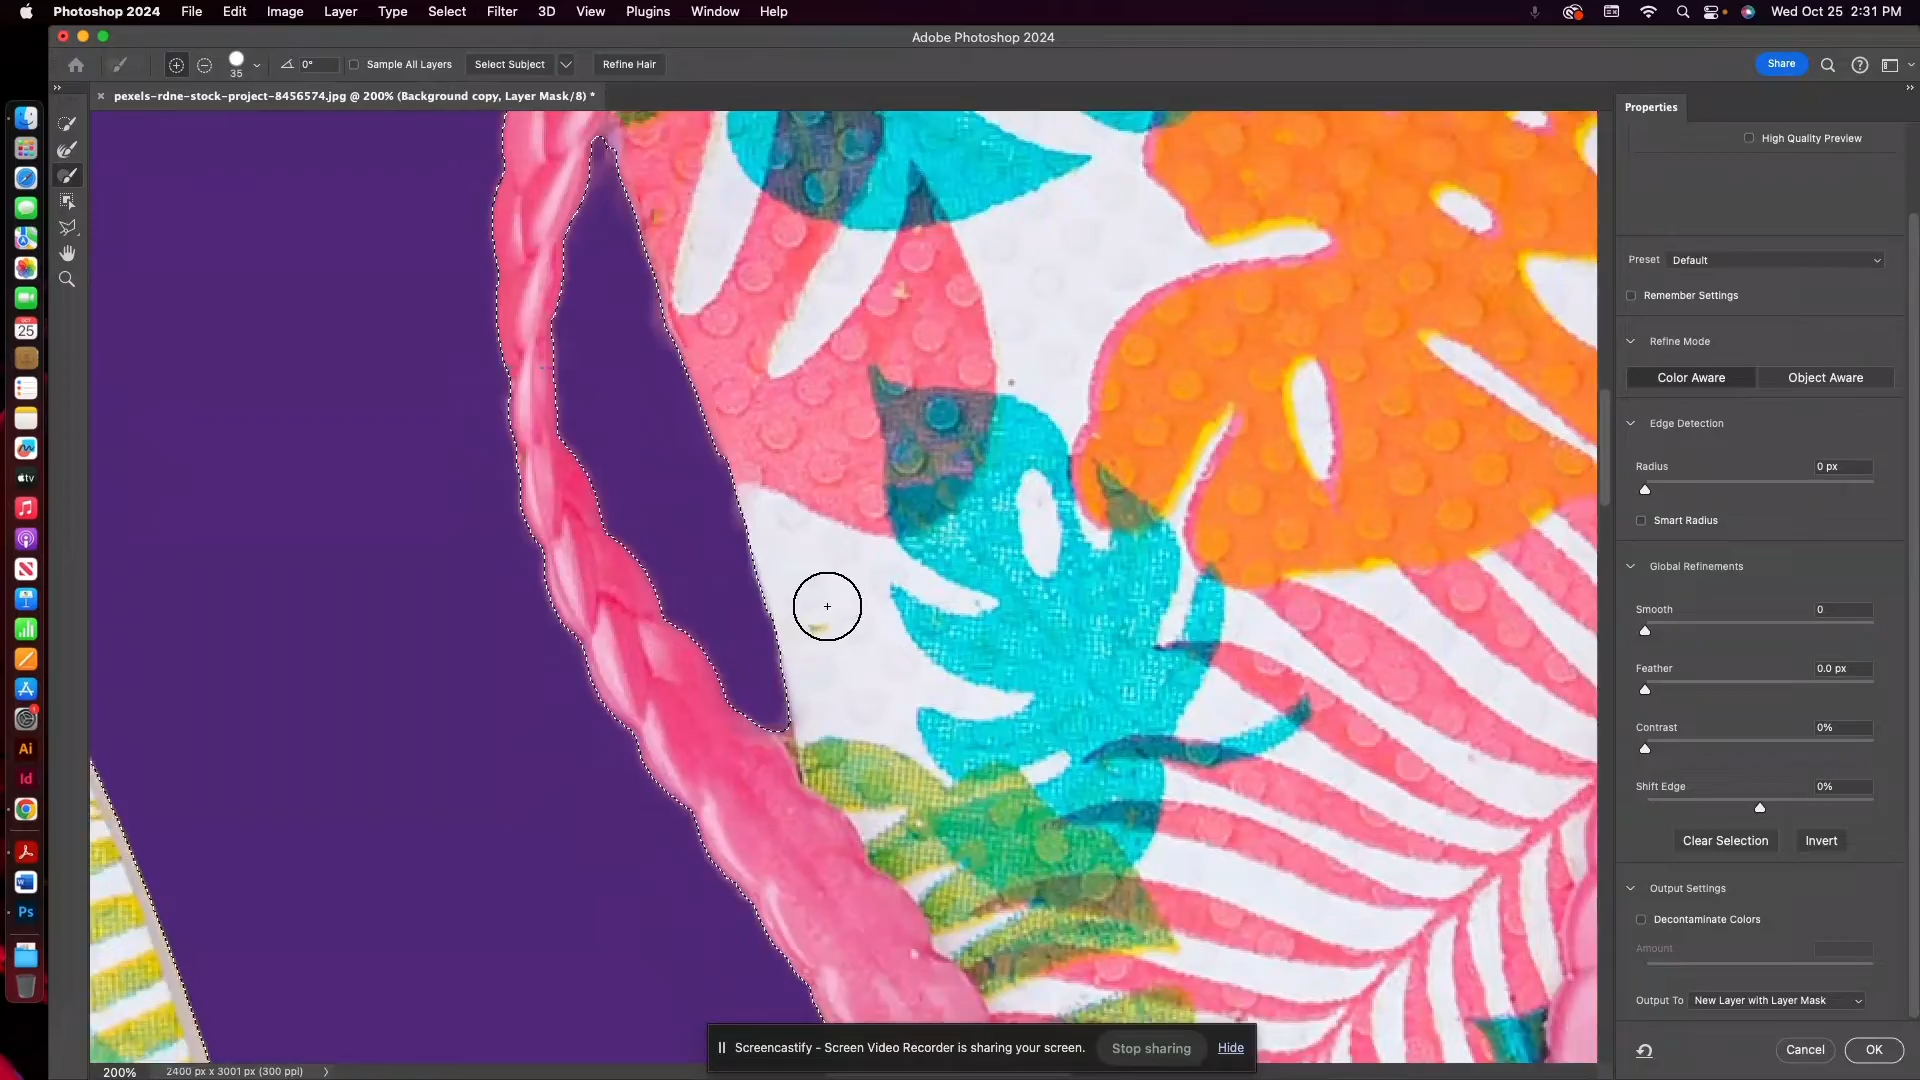 Photoshop 2024 File Edit Image Layer Type Select Filter 3D View Plugins Window Help Wed Oct 25 2:31 PM
Adobe Photoshop 2024
35 0° Sample All Layers Select Subject Refine Hair Share
× pexels-rdne-stock-project-8456574.jpg @ 200% (Background copy, Layer Mask/8) *
Properties
High Quality Preview
Preset Default
Remember Settings
Refine Mode
Color Aware Object Aware
Edge Detection
Radius 0 px
Smart Radius
Global Refinements
Smooth 0
Feather 0.0 px
Contrast 0%
Shift Edge 0%
Clear Selection Invert
Output Settings
Decontaminate Colors
Amount
Output To New Layer with Layer Mask
Cancel OK
OCT
25
tv
Ai
Id
W
Ps
Screencastify - Screen Video Recorder is sharing your screen. Stop sharing Hide
200% 2400 px x 3001 px (300 ppi)